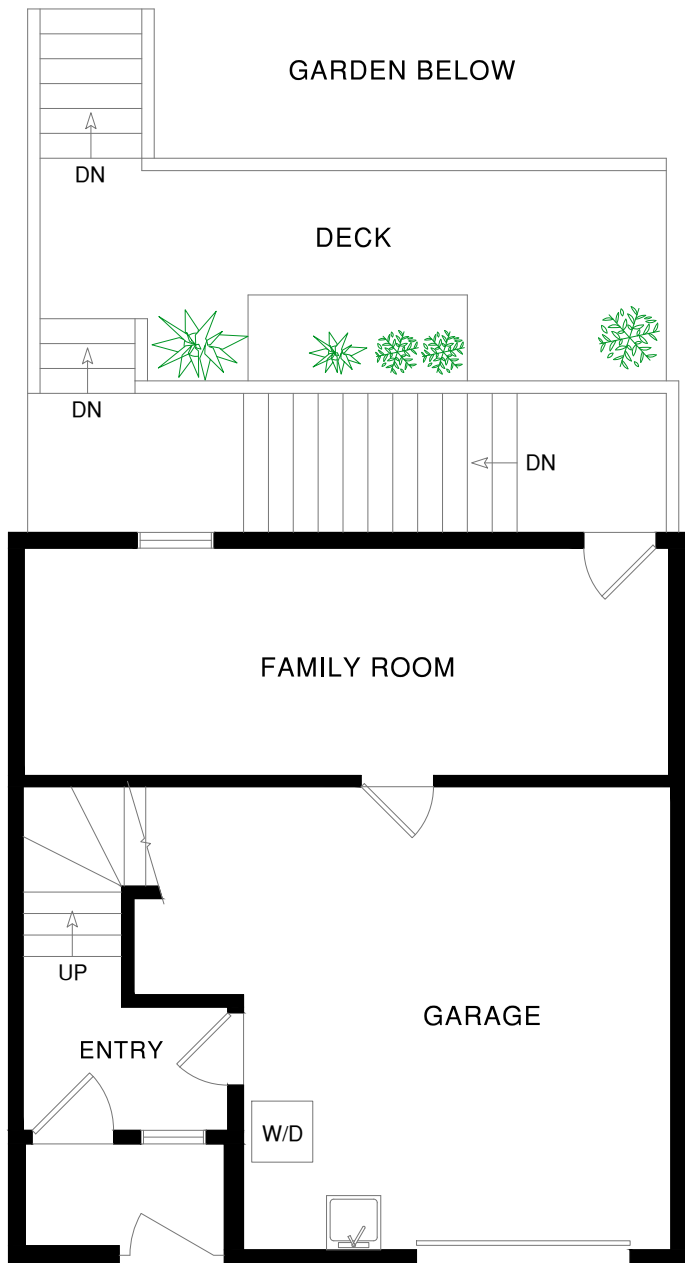 GARDEN BELOW
DN
DECK
DN
DN
FAMILY ROOM
UP
GARAGE
ENTRY
W/D